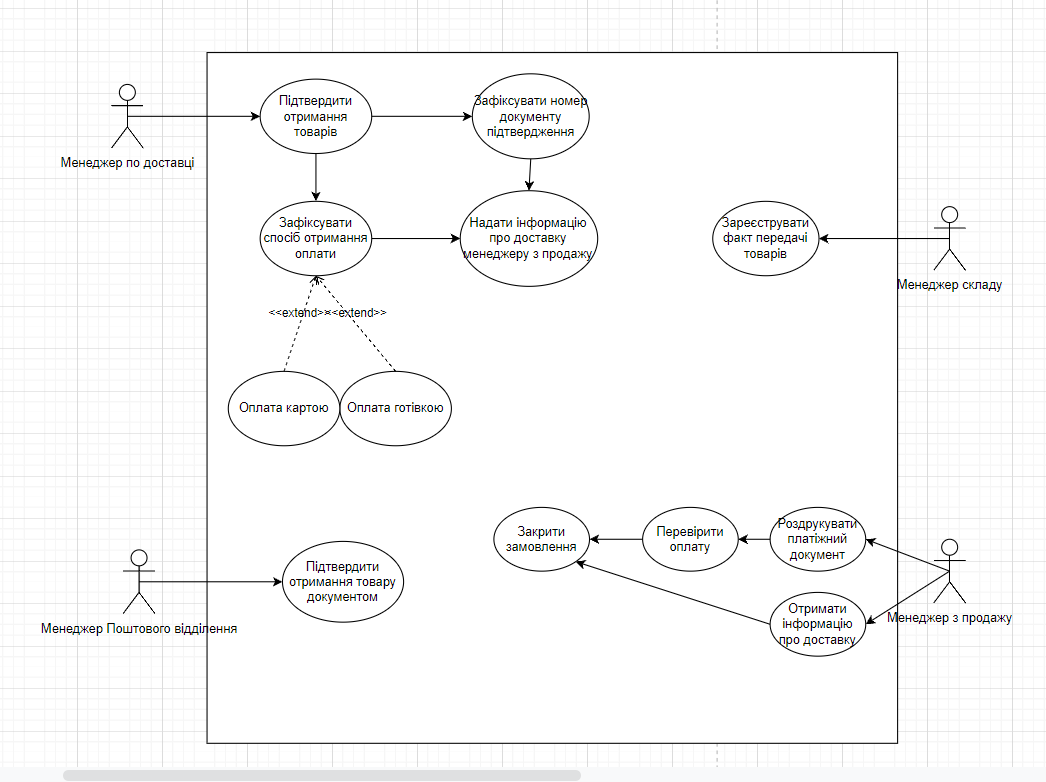 Підтвердити
отримання
товарів
Зафіксувати номер
документу
підтвердження
Менеджер по доставці
Зафіксувати
спосіб отримання
оплати
Надати інформацію
про доставку
менеджеру з продажу
Зареєструвати
факт передачі
товарів
Менеджер складу
<<extend>>
<<extend>>
Оплата картою
Оплата готівкою
Закрити
замовлення
Перевірити
оплату
Роздрукувати
платіжний
документ
Підтвердити
отримання товару
документом
Отримати
інформацію
про доставку
Менеджер з продажу
Менеджер Поштового відділення